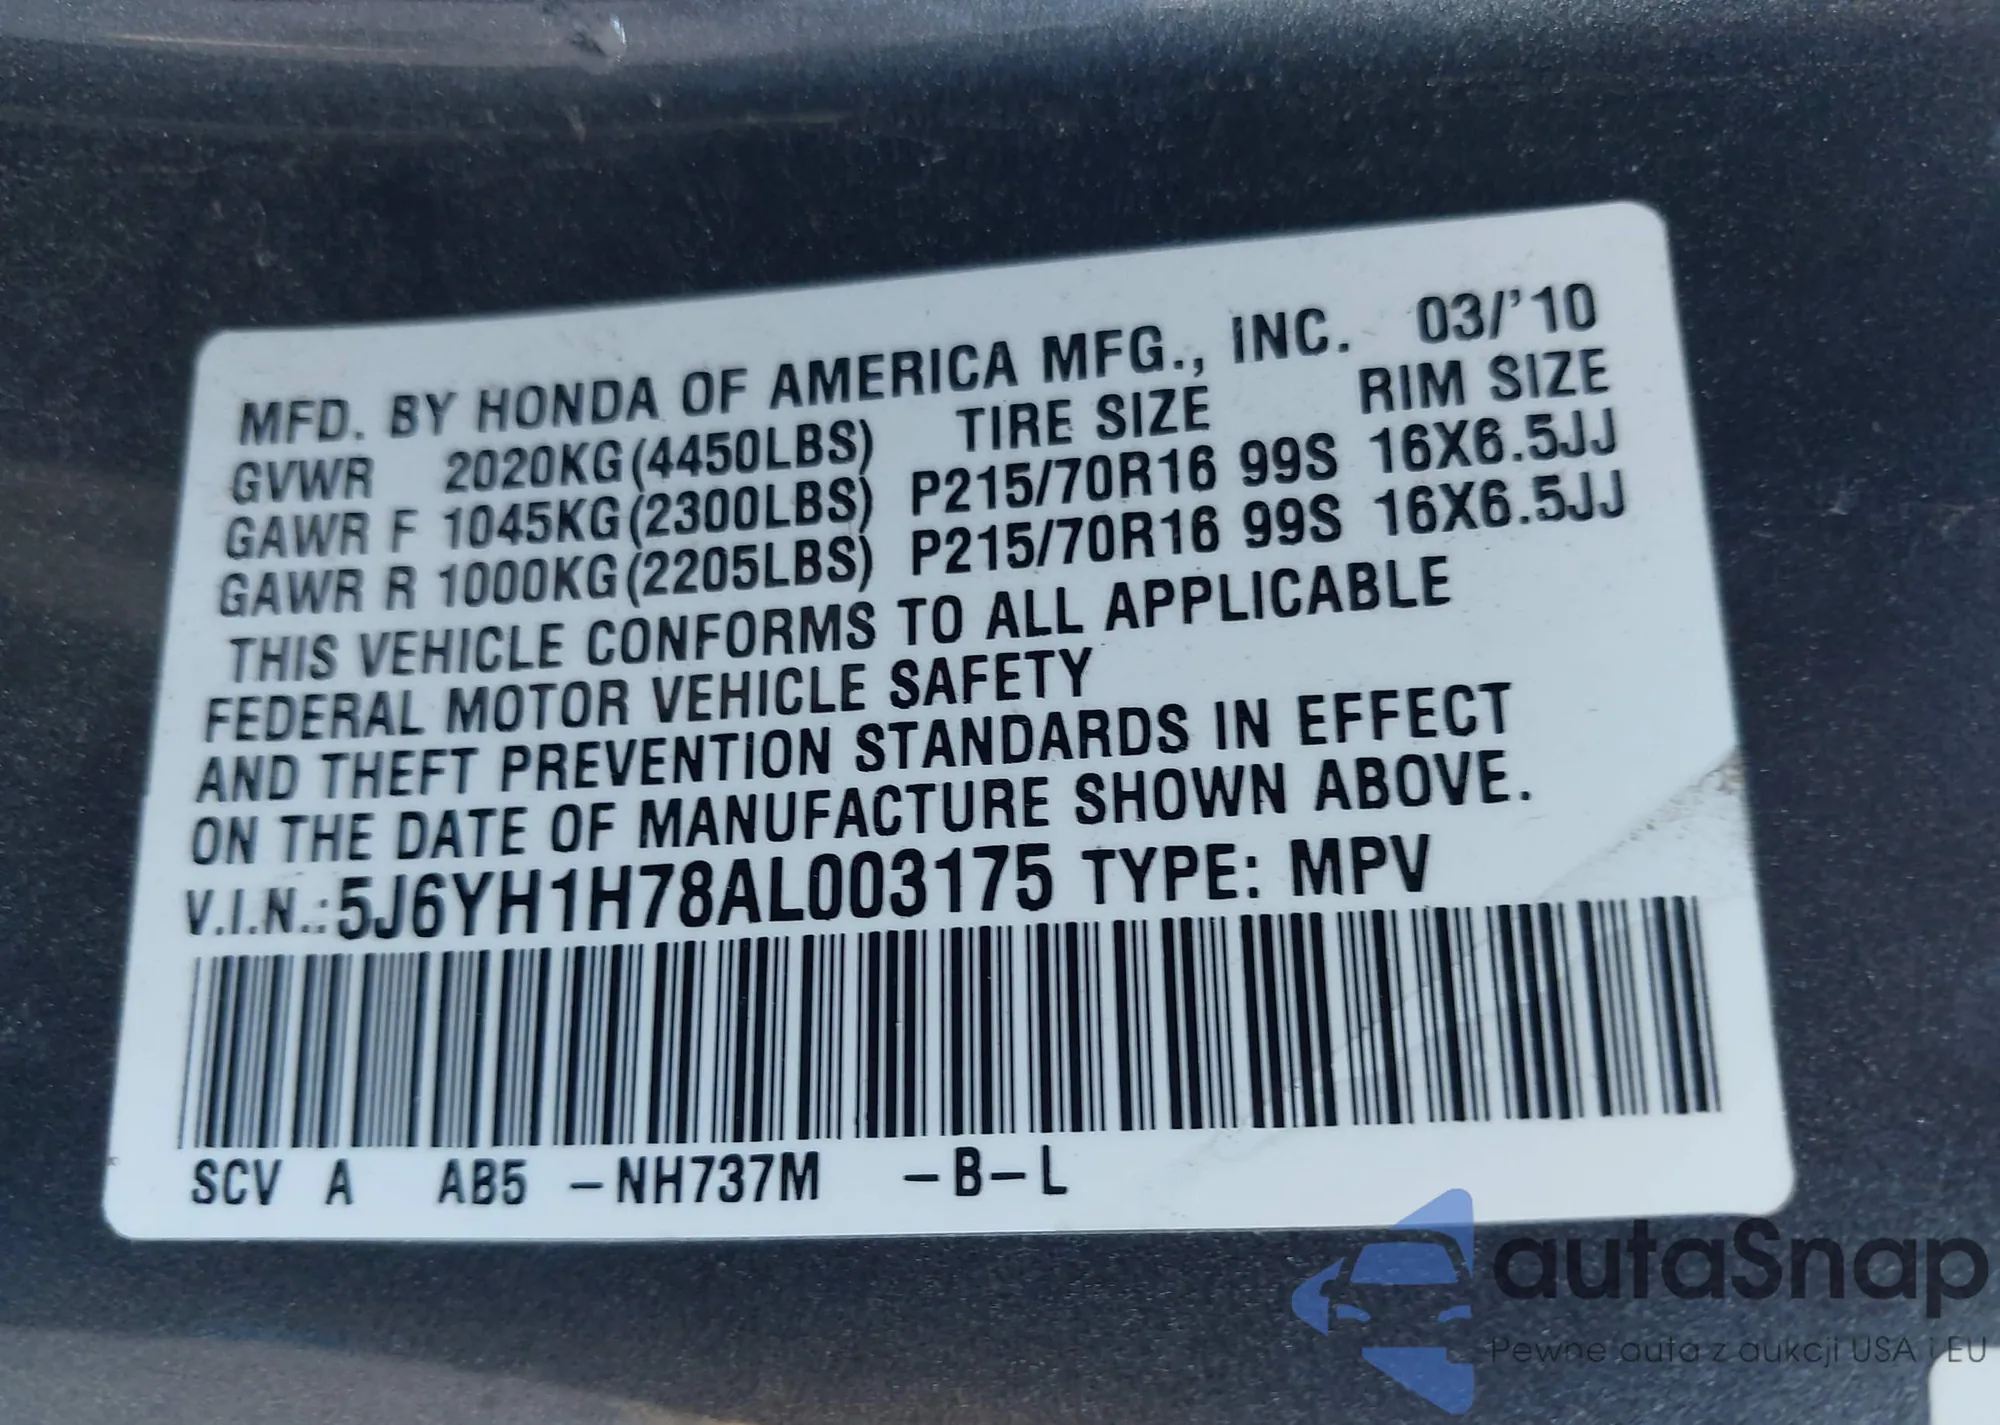 MFD. BY HONDA OF AMERICA MFG., INC. 03/'10
GVWR 2020KG(4450LBS) TIRE SIZE RIM SIZE
GAWR F 1045KG(2300LBS) P215/70R16 99S 16X6.5JJ
GAWR R 1000KG(2205LBS) P215/70R16 99S 16X6.5JJ
THIS VEHICLE CONFORMS TO ALL APPLICABLE
FEDERAL MOTOR VEHICLE SAFETY
AND THEFT PREVENTION STANDARDS IN EFFECT
ON THE DATE OF MANUFACTURE SHOWN ABOVE.
V.I.N.:5J6YH1H78AL003175 TYPE: MPV
SCV A AB5 –NH737M –B–L
autaSnap
Pewne auta z aukcji USA i EU